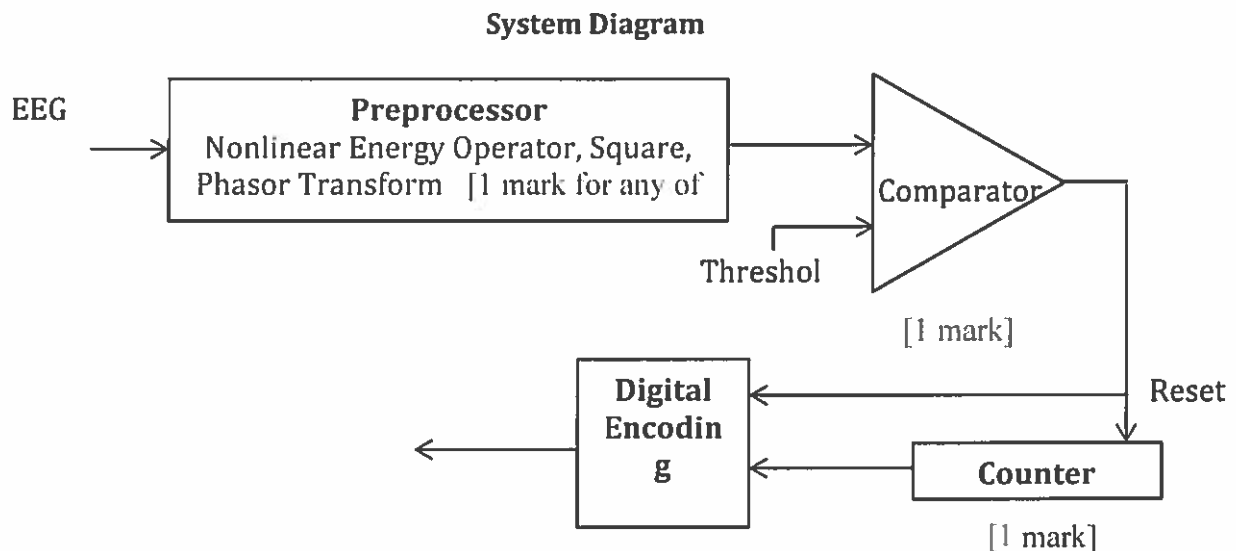 System Diagram
EEG
Preprocessor
Nonlinear Energy Operator, Square,
Phasor Transform [1 mark for any of
Comparator
Threshol
[1 mark]
Digital
Encodin
g
Reset
Counter
[1 mark]